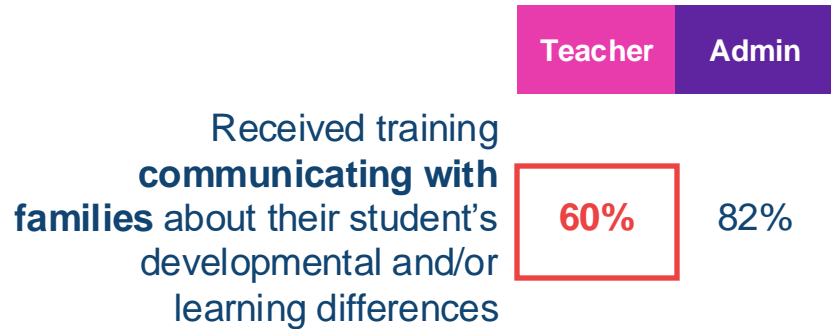 Teacher Admin
Received training
communicating with
families about their student’s
developmental and/or
learning differences
60% 82%